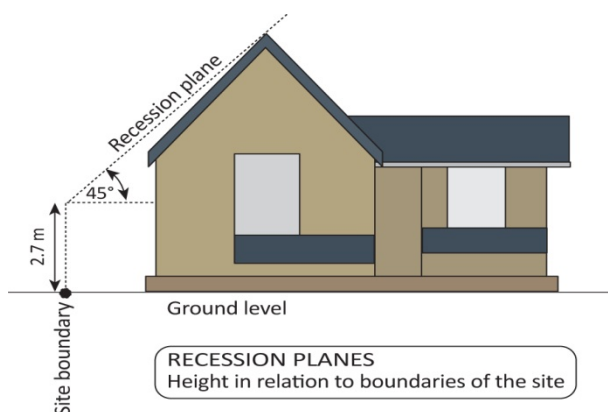 Recession plane
45°
2.7 m
Site boundary
Ground level
RECESSION PLANES
Height in relation to boundaries of the site